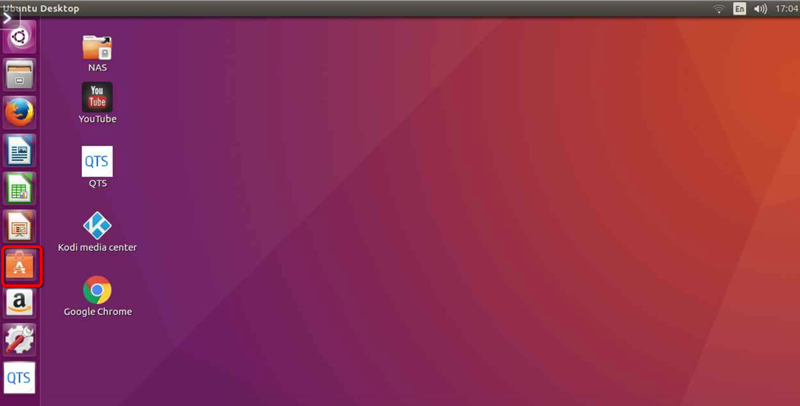 Ubuntu Desktop
En
17:04
NAS
You
Tube
YouTube
QTS
QTS
Kodi media center
Google Chrome
A
a
QTS